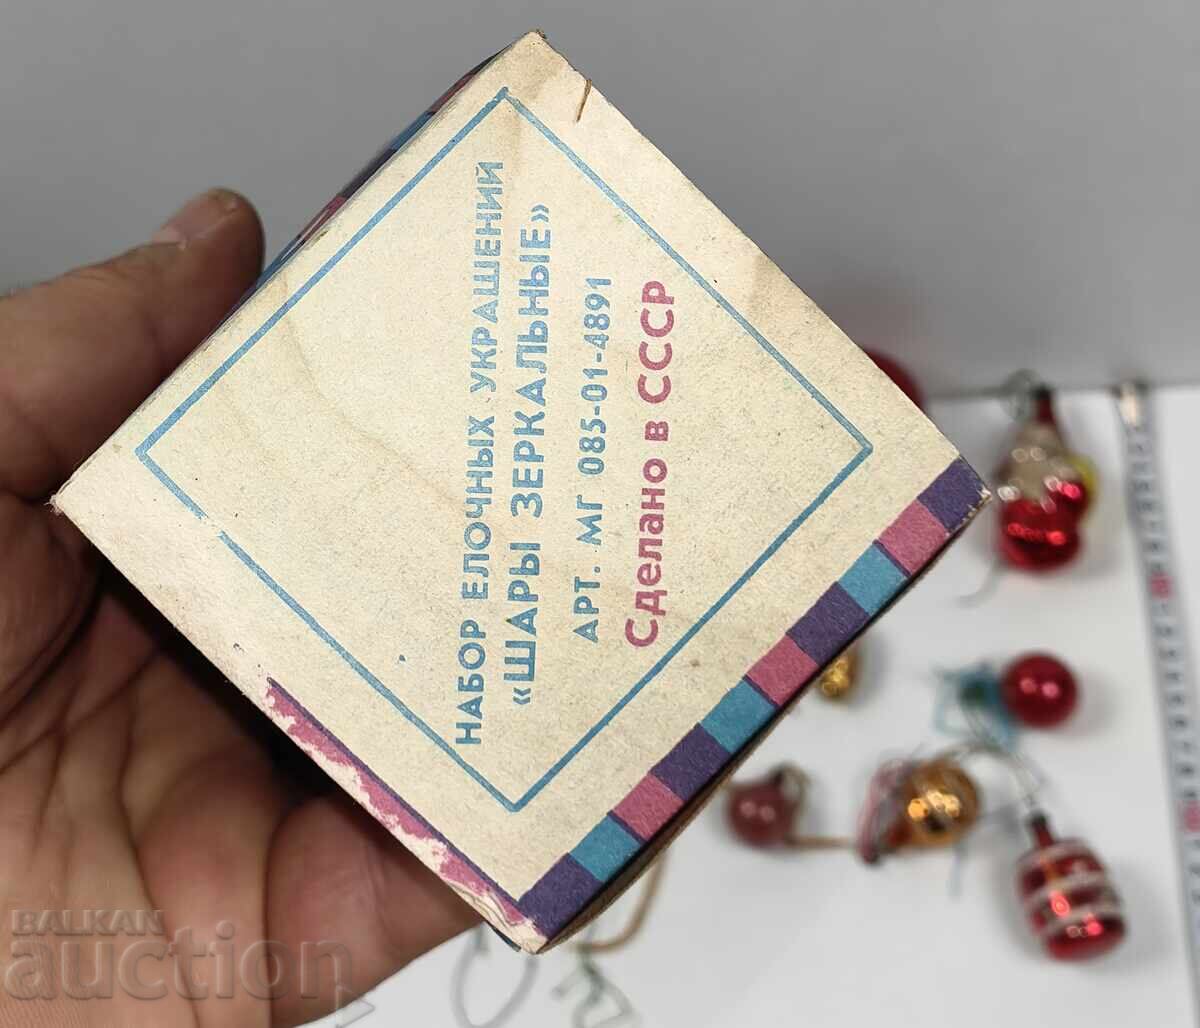 НАБОР ЕЛОЧНЫХ УКРАШЕНИЙ
«ШАРЫ ЗЕРКАЛЬНЫЕ»
АРТ. МГ 085-01-4891
Сделано в СССР
BALKAN
auction